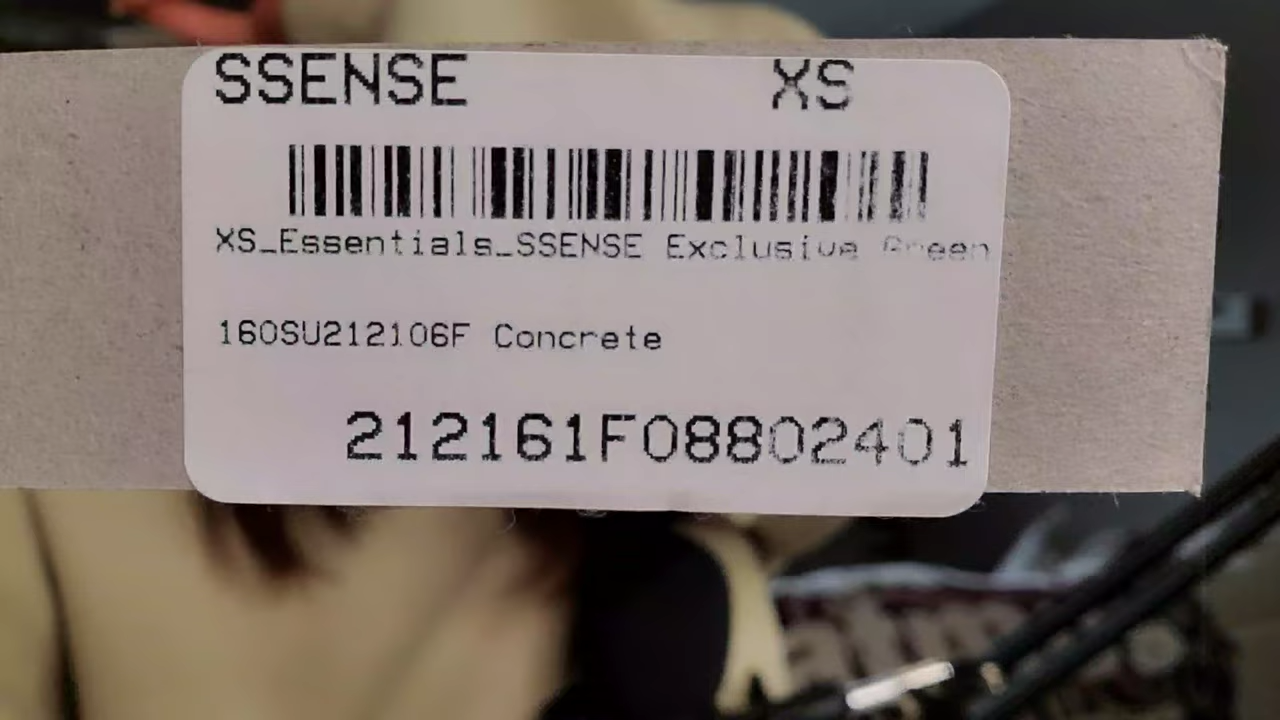 SSENSE XS
XS_Essentials_SSENSE Exclusive Green
160SU212106F Concrete
212161F08802401